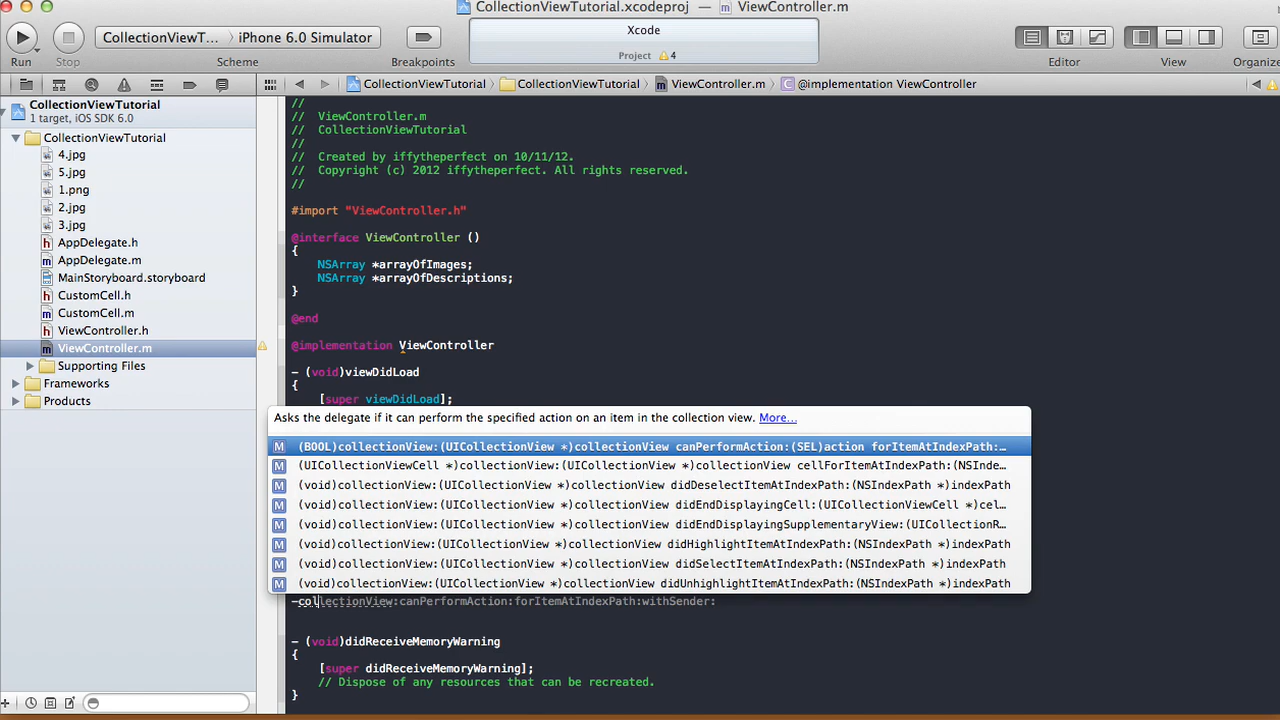 CollectionViewTutorial.xcodeproj — ViewController.m
CollectionViewT... iPhone 6.0 Simulator
Xcode
Project 4
Run Stop Scheme Breakpoints Editor View Organize
CollectionViewTutorial CollectionViewTutorial ViewController.m @implementation ViewController
CollectionViewTutorial
1 target, iOS SDK 6.0
CollectionViewTutorial
4.jpg
5.jpg
1.png
2.jpg
3.jpg
AppDelegate.h
AppDelegate.m
MainStoryboard.storyboard
CustomCell.h
CustomCell.m
ViewController.h
ViewController.m
Supporting Files
Frameworks
Products
//
// ViewController.m
// CollectionViewTutorial
//
// Created by iffytheperfect on 10/11/12.
// Copyright (c) 2012 iffytheperfect. All rights reserved.
//
#import "ViewController.h"
@interface ViewController ()
{
NSArray *arrayOfImages;
NSArray *arrayOfDescriptions;
}
@end
@implementation ViewController
- (void)viewDidLoad
{
[super viewDidLoad];
Asks the delegate if it can perform the specified action on an item in the collection view. More...
M (BOOL)collectionView:(UICollectionView *)collectionView canPerformAction:(SEL)action forItemAtIndexPath:...
M (UICollectionViewCell *)collectionView:(UICollectionView *)collectionView cellForItemAtIndexPath:(NSInde...
M (void)collectionView:(UICollectionView *)collectionView didDeselectItemAtIndexPath:(NSIndexPath *)indexPath
M (void)collectionView:(UICollectionView *)collectionView didEndDisplayingCell:(UICollectionViewCell *)cel...
M (void)collectionView:(UICollectionView *)collectionView didEndDisplayingSupplementaryView:(UICollectionR...
M (void)collectionView:(UICollectionView *)collectionView didHighlightItemAtIndexPath:(NSIndexPath *)indexPath
M (void)collectionView:(UICollectionView *)collectionView didSelectItemAtIndexPath:(NSIndexPath *)indexPath
M (void)collectionView:(UICollectionView *)collectionView didUnhighlightItemAtIndexPath:(NSIndexPath *)indexPath
-collectionView:canPerformAction:forItemAtIndexPath:withSender:
- (void)didReceiveMemoryWarning
{
[super didReceiveMemoryWarning];
// Dispose of any resources that can be recreated.
}